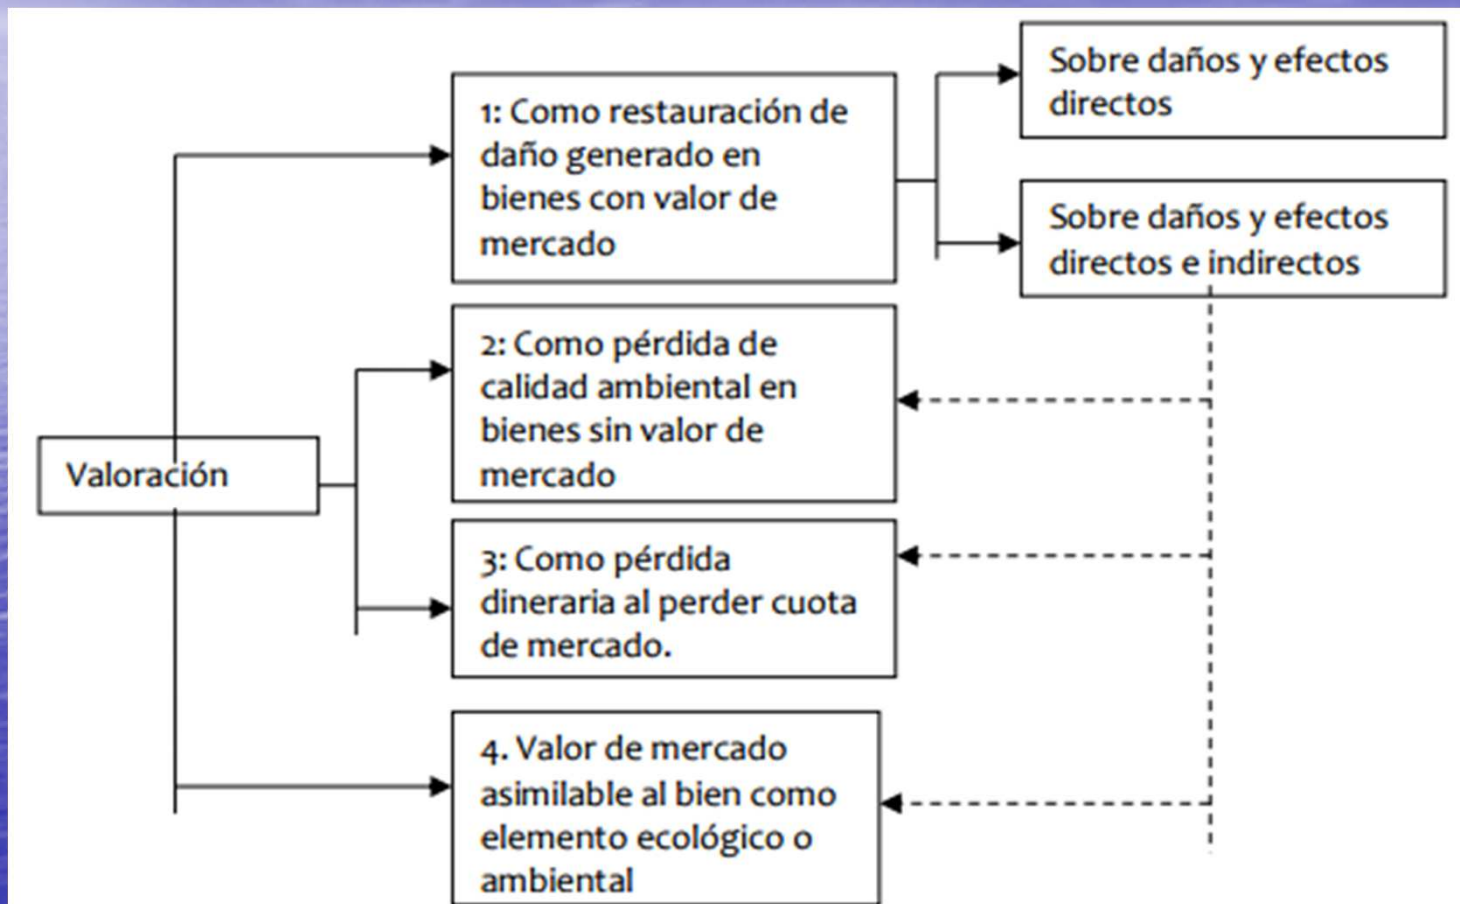 Sobre daños y efectos
directos
1: Como restauración de
daño generado en
bienes con valor de
mercado
Sobre daños y efectos
directos e indirectos
2: Como pérdida de
calidad ambiental en
bienes sin valor de
mercado
Valoración
3: Como pérdida
dineraria al perder cuota
de mercado.
4. Valor de mercado
asimilable al bien como
elemento ecológico o
ambiental